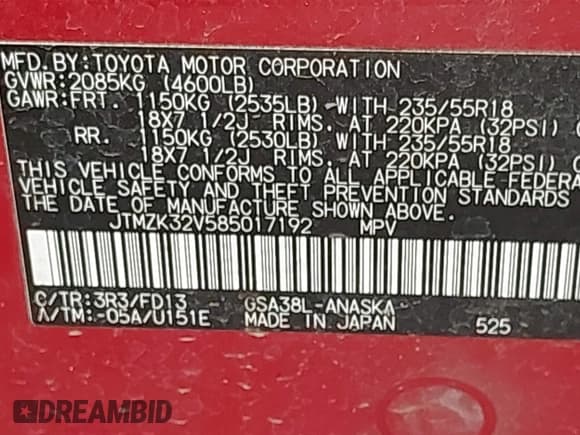 MFD.BY:TOYOTA MOTOR CORPORATION
GVWR:2085KG (4600LB)
GAWR:FRT. 1150KG (2535LB) WITH 235/55R18
18X7 1/2J RIMS. AT 220KPA (32PSI)
RR. 1150KG (2530LB) WITH 235/55R18
18X7 1/2J RIMS. AT 220KPA (32PSI)
THIS VEHICLE CONFORMS TO ALL APPLICABLE FEDERA
VEHICLE SAFETY AND THEFT PREVENTION STANDARDS
THE DATE OF MANUFACTURE
JTMZK32V585017192 MPV
C/TR:3R3/FD13 GSA38L-ANASKA
A/TM:-05A/U151E MADE IN JAPAN 525
DREAMBID